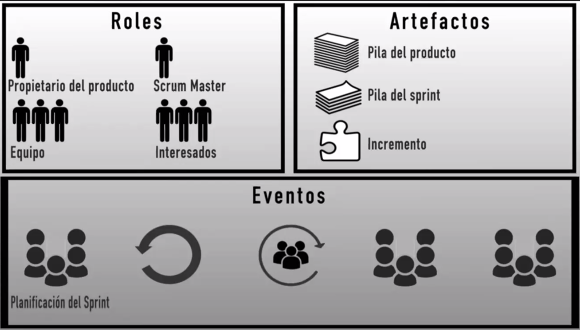 Roles
Propietario del producto
Scrum Master
Equipo
Interesados
Artefactos
Pila del producto
Pila del sprint
Incremento
Eventos
Planificación del Sprint